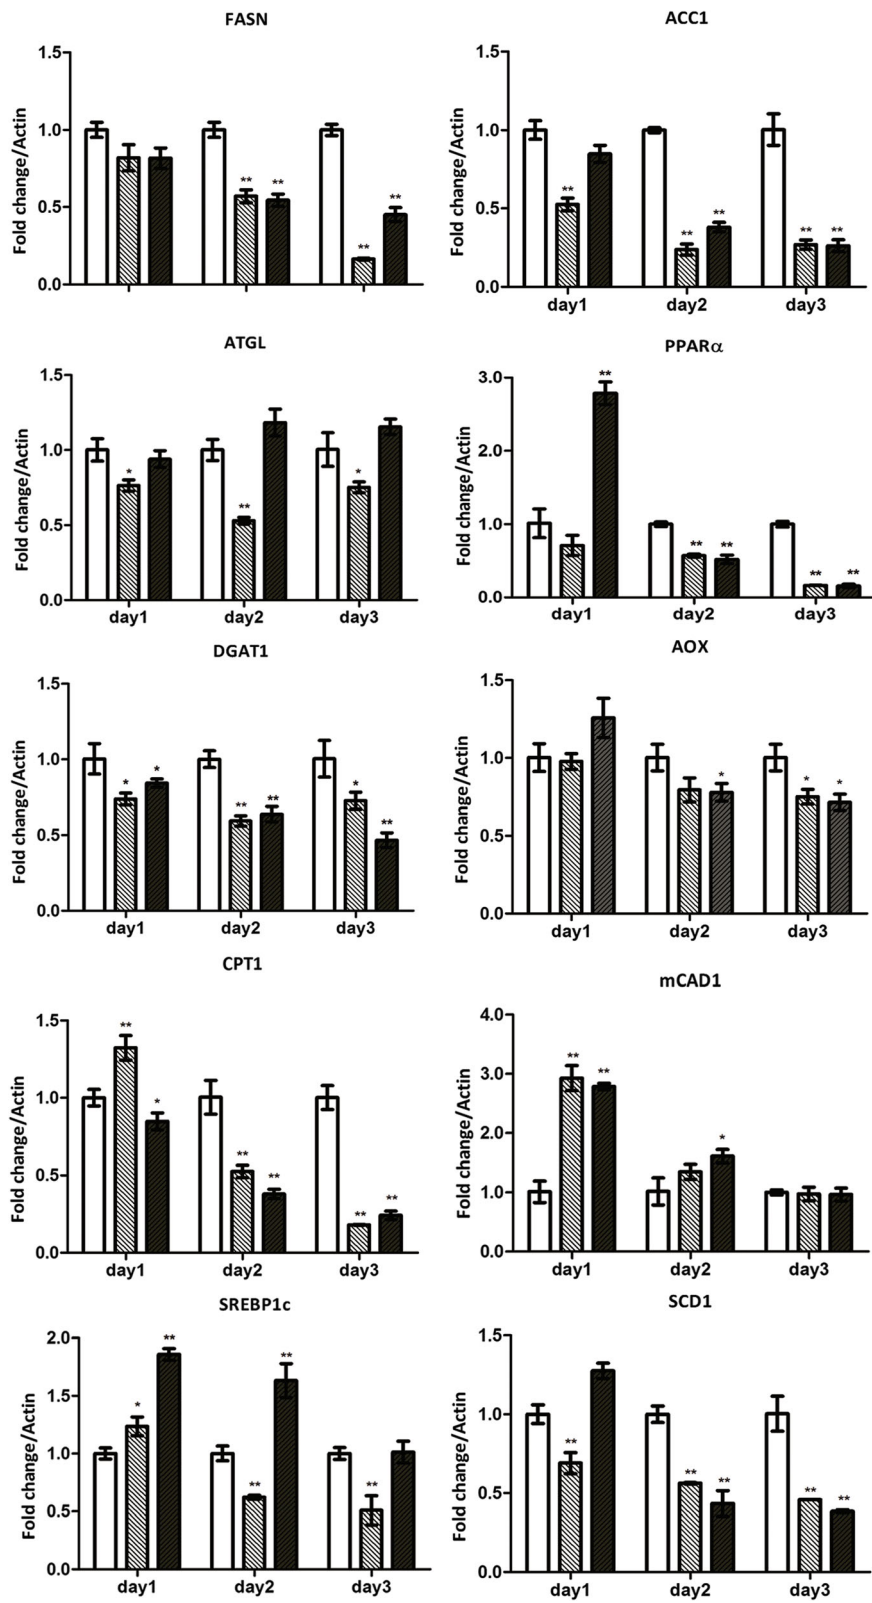 FASN
Fold change/Actin
1.5
1.0
0.5
0.0
**
**
**
**
ACC1
Fold change/Actin
1.5
1.0
0.5
0.0
**
**
**
**
**
day1
day2
day3
ATGL
Fold change/Actin
1.5
1.0
0.5
0.0
*
**
*
day1
day2
day3
PPARα
Fold change/Actin
3.0
2.0
1.0
0.0
**
**
**
**
**
day1
day2
day3
DGAT1
Fold change/Actin
1.5
1.0
0.5
0.0
*
*
**
**
*
**
day1
day2
day3
AOX
Fold change/Actin
1.5
1.0
0.5
0.0
*
*
*
day1
day2
day3
CPT1
Fold change/Actin
1.5
1.0
0.5
0.0
**
*
**
**
**
**
day1
day2
day3
mCAD1
Fold change/Actin
4.0
3.0
2.0
1.0
0.0
**
**
*
day1
day2
day3
SREBP1c
Fold change/Actin
2.0
1.5
1.0
0.5
0.0
*
**
**
**
**
day1
day2
day3
SCD1
Fold change/Actin
1.5
1.0
0.5
0.0
**
**
**
**
**
day1
day2
day3